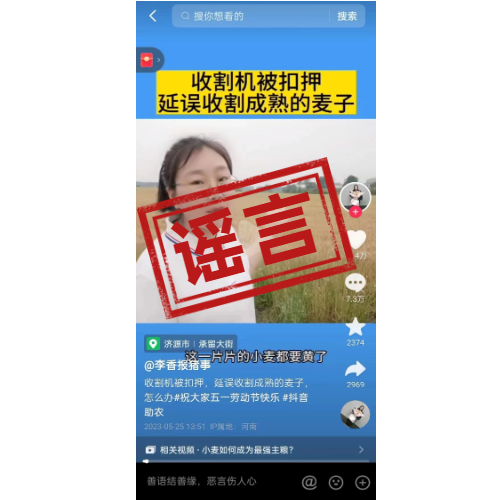 搜你想看的 搜索
收割机被扣押
延误收割成熟的麦子
谣言
7.3万
2374
济源市 | 承留大街
这一片片的小麦都要黄了
@李香报猪事
2969
收割机被扣押，延误收割成熟的麦子，
怎么办#祝大家五一劳动节快乐 #抖音
助农
2023-05-25 13:51 IP属地：河南
相关视频 · 小麦如何成为最强主粮？
善语结善缘，恶言伤人心